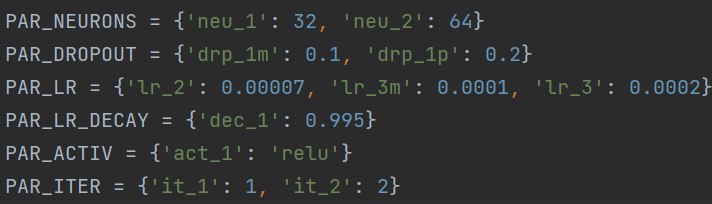 PAR_NEURONS = {'neu_1': 32, 'neu_2': 64}
PAR_DROPOUT = {'drp_1m': 0.1, 'drp_1p': 0.2}
PAR_LR = {'lr_2': 0.00007, 'lr_3m': 0.0001, 'lr_3': 0.0002}
PAR_LR_DECAY = {'dec_1': 0.995}
PAR_ACTIV = {'act_1': 'relu'}
PAR_ITER = {'it_1': 1, 'it_2': 2}